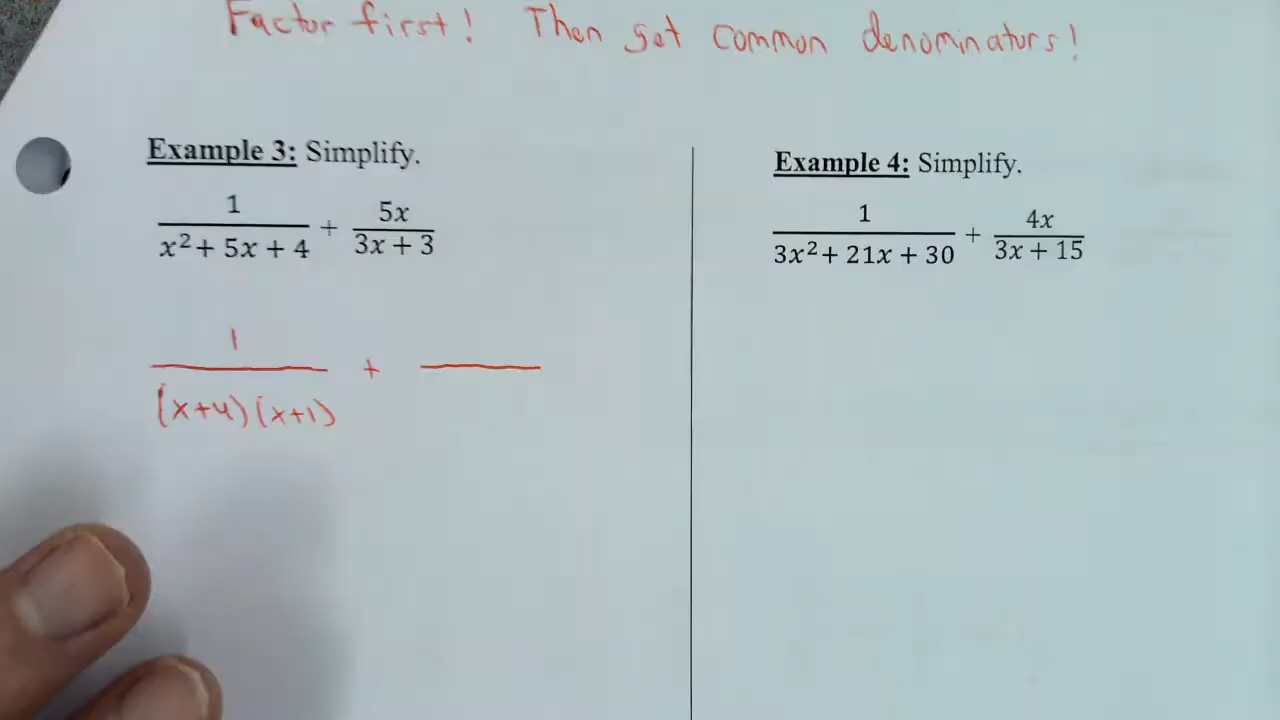 Factor first! Then get common denominators!
Example 3: Simplify.
1/(x² + 5x + 4) + 5x/(3x + 3)
1/((x+4)(x+1)) +
Example 4: Simplify.
1/(3x² + 21x + 30) + 4x/(3x + 15)